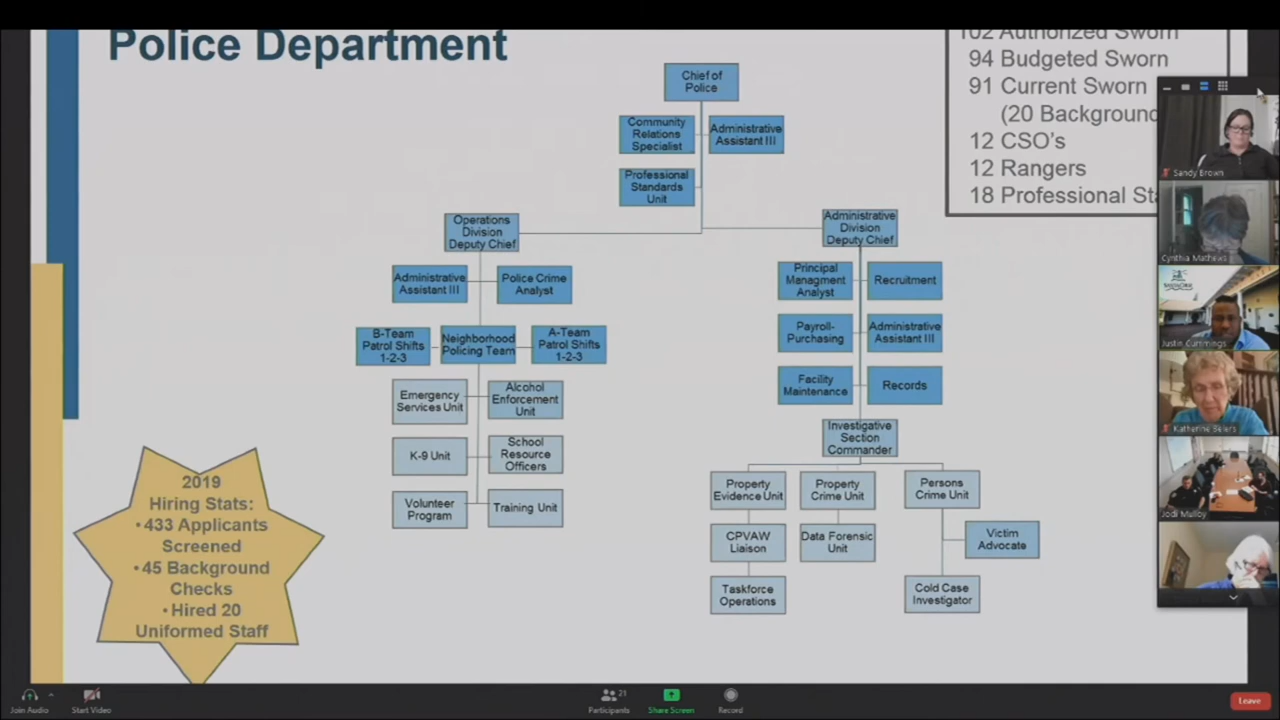 Police Department
102 Authorized Sworn
94 Budgeted Sworn
91 Current Sworn
(20 Background
12 CSO's
12 Rangers
18 Professional Sta
Chief of
Police
Community
Relations
Specialist
Administrative
Assistant III
Professional
Standards
Unit
Operations
Division
Deputy Chief
Administrative
Division
Deputy Chief
Administrative
Assistant III
Police Crime
Analyst
Principal
Managment
Analyst
Recruitment
B-Team
Patrol Shifts
1-2-3
Neighborhood
Policing Team
A-Team
Patrol Shifts
1-2-3
Payroll-
Purchasing
Administrative
Assistant III
Emergency
Services Unit
Alcohol
Enforcement
Unit
Facility
Maintenance
Records
K-9 Unit
School
Resource
Officers
Investigative
Section
Commander
Volunteer
Program
Training Unit
Property
Evidence Unit
Property
Crime Unit
Persons
Crime Unit
CPVAW
Liaison
Data Forensic
Unit
Victim
Advocate
Taskforce
Operations
Cold Case
Investigator
2019
Hiring Stats:
• 433 Applicants
Screened
• 45 Background
Checks
• Hired 20
Uniformed Staff
Sandy Brown
Cynthia Mathews
Justin Cummings
Katherine Beiers
Jodi Mulloy
Join Audio
Start Video
21
Participants
Share Screen
Record
Leave